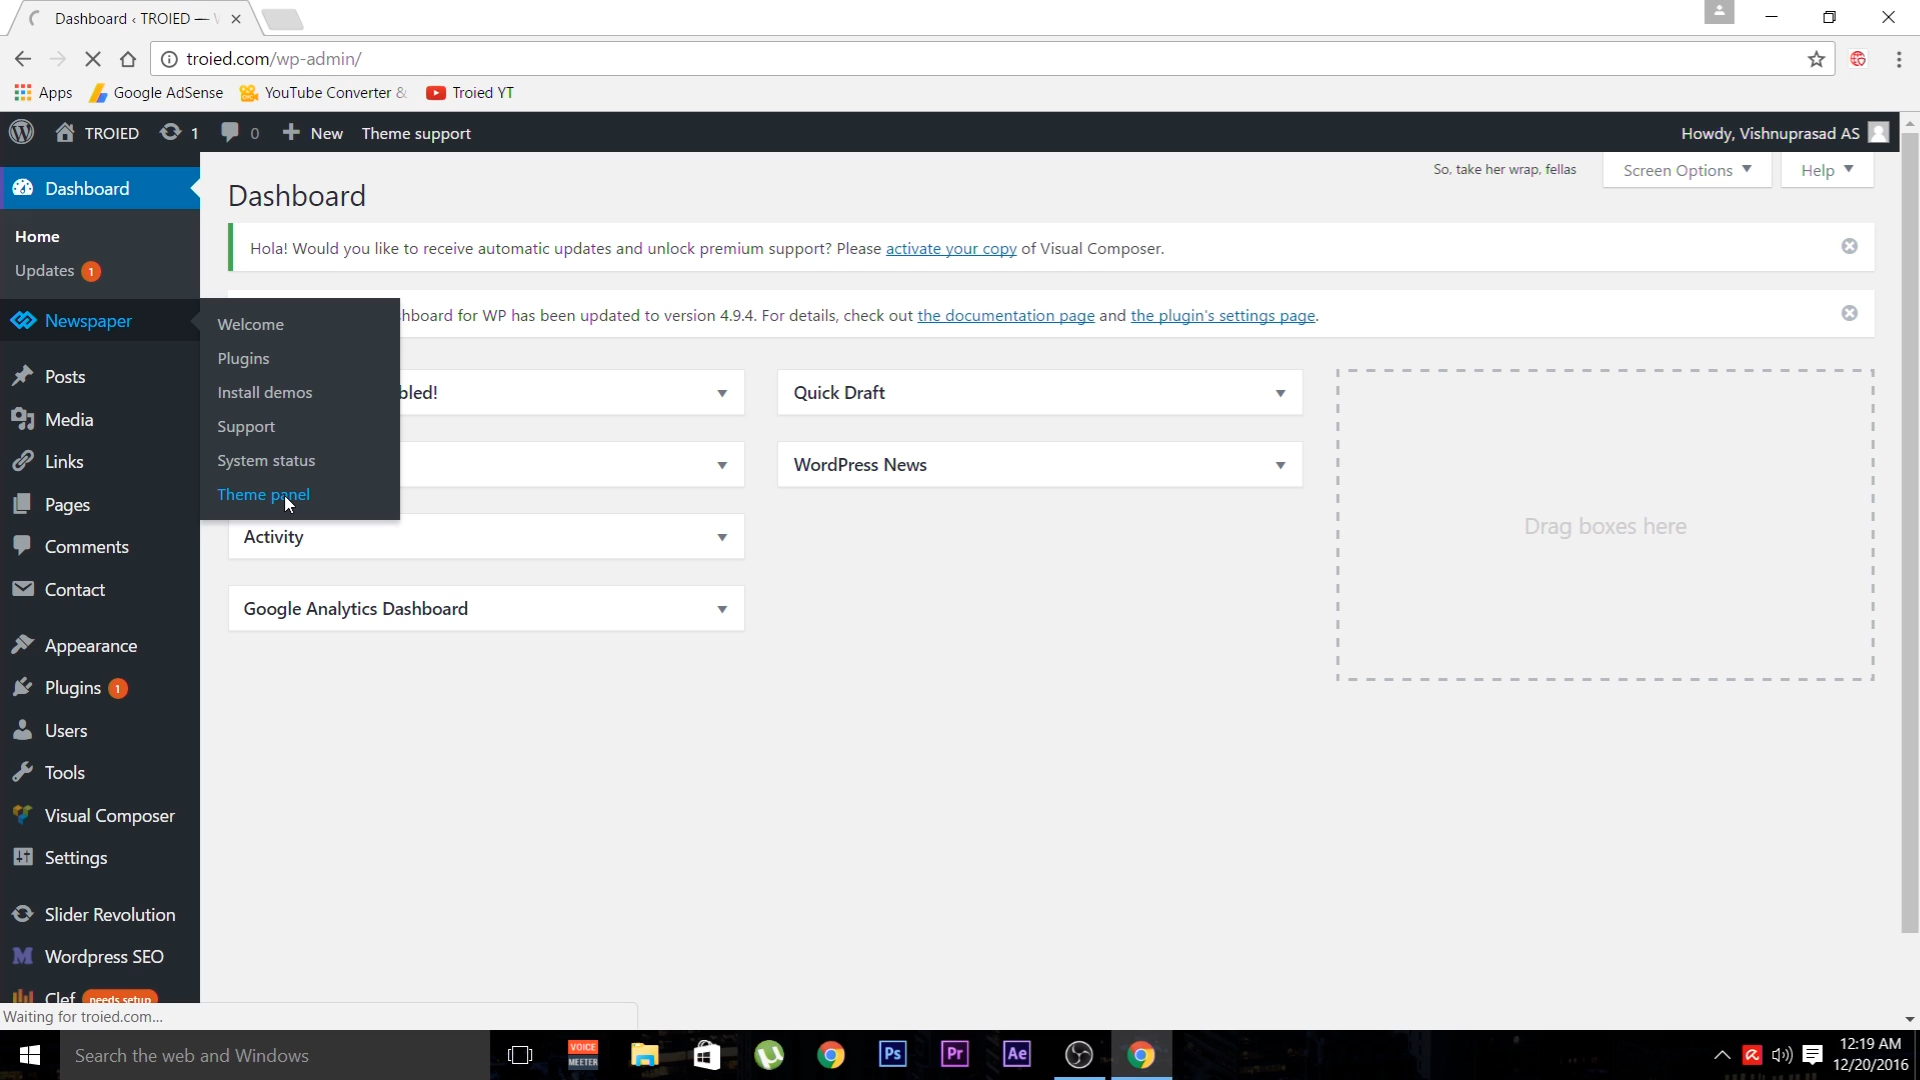 Dashboard ‹ TROIED —
troied.com/wp-admin/
Apps Google AdSense YouTube Converter & Troied YT
TROIED 1 0 New Theme support Howdy, Vishnuprasad AS
So, take her wrap, fellas Screen Options Help
Dashboard
Dashboard
Home
Updates 1
Hola! Would you like to receive automatic updates and unlock premium support? Please activate your copy of Visual Composer.
Newspaper
hboard for WP has been updated to version 4.9.4. For details, check out the documentation page and the plugin's settings page.
Welcome
Plugins
Install demos
Support
System status
Theme panel
bled!
Quick Draft
WordPress News
Activity
Google Analytics Dashboard
Drag boxes here
Posts
Media
Links
Pages
Comments
Contact
Appearance
Plugins 1
Users
Tools
Visual Composer
Settings
Slider Revolution
Wordpress SEO
Clef needs setup
Waiting for troied.com...
Search the web and Windows
VOICE
MEETER
Ps Pr Ae
12:19 AM
12/20/2016